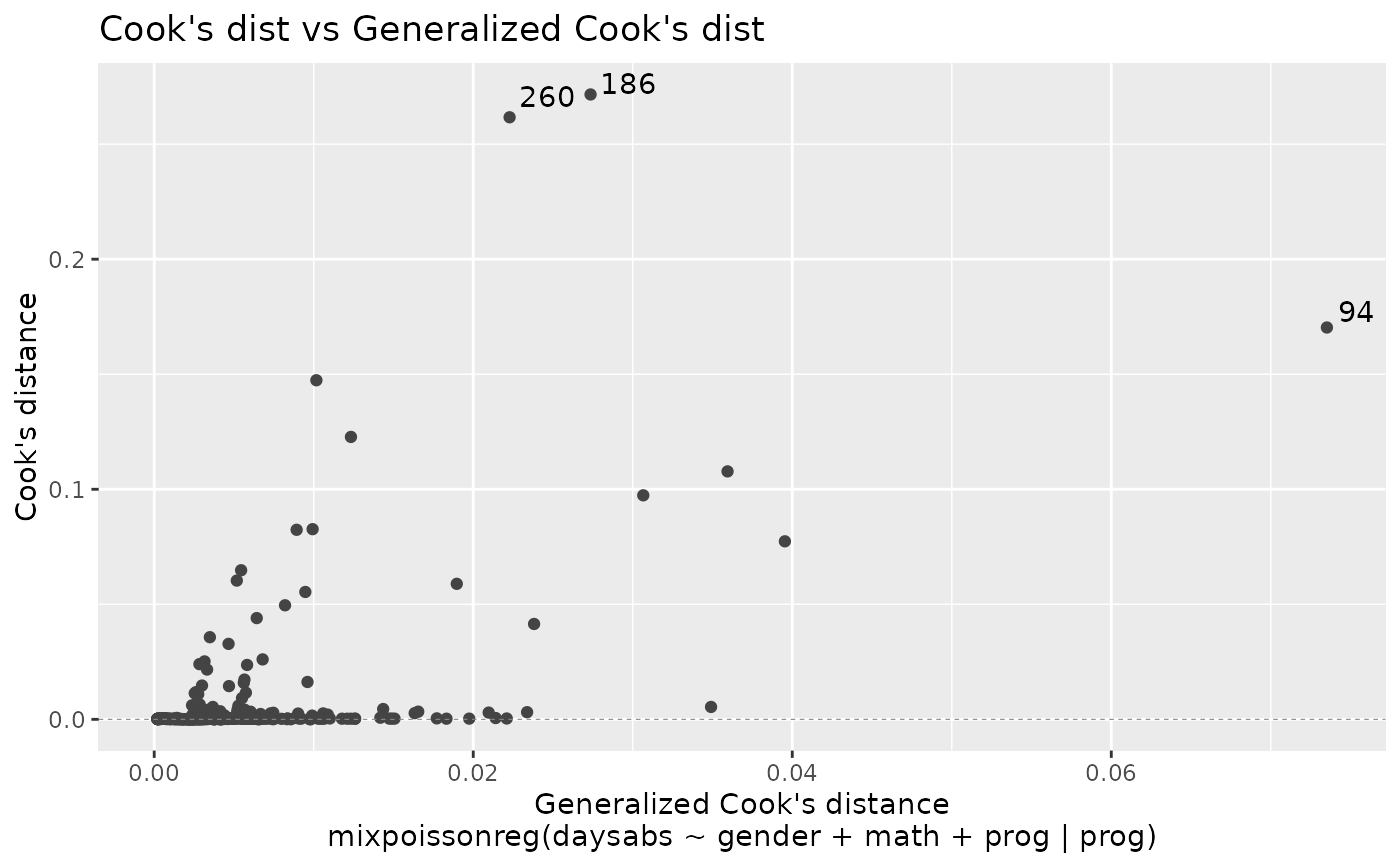 Cook's dist vs Generalized Cook's dist
260
186
94
Cook's distance
0.2
0.1
0.0
0.00 0.02 0.04 0.06
Generalized Cook's distance
mixpoissonreg(daysabs ~ gender + math + prog | prog)